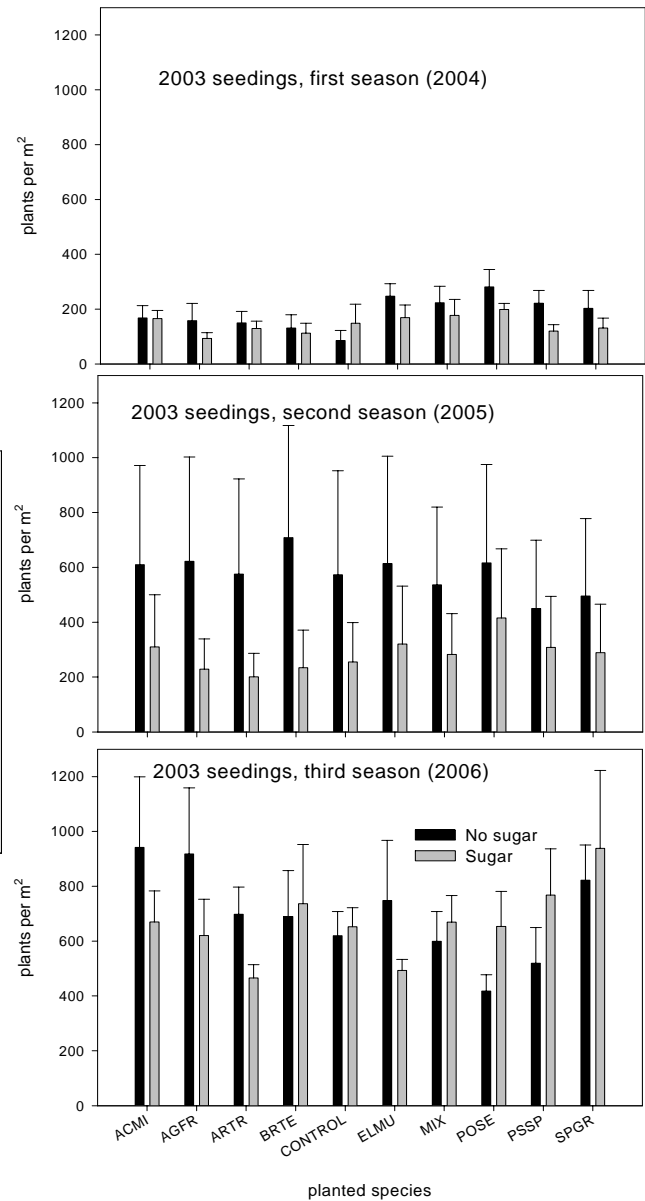 1200
2003 seedings, first season (2004)
1000
800
plants per m²
600
400
200
0
1200
2003 seedings, second season (2005)
1000
800
plants per m²
600
400
200
0
1200
2003 seedings, third season (2006)
1000
No sugar
Sugar
800
plants per m²
600
400
200
0
ACMI AGFR ARTR BRTE CONTROL ELMU MIX POSE PSSP SPGR
planted species